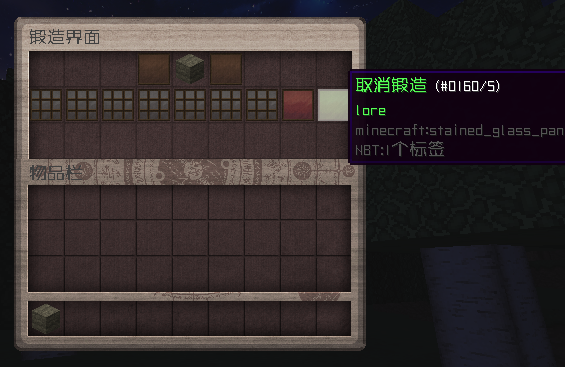 锻造界面
取消锻造 (#0160/5)
lore
minecraft:stained_glass_pan
NBT:1个标签
物品栏